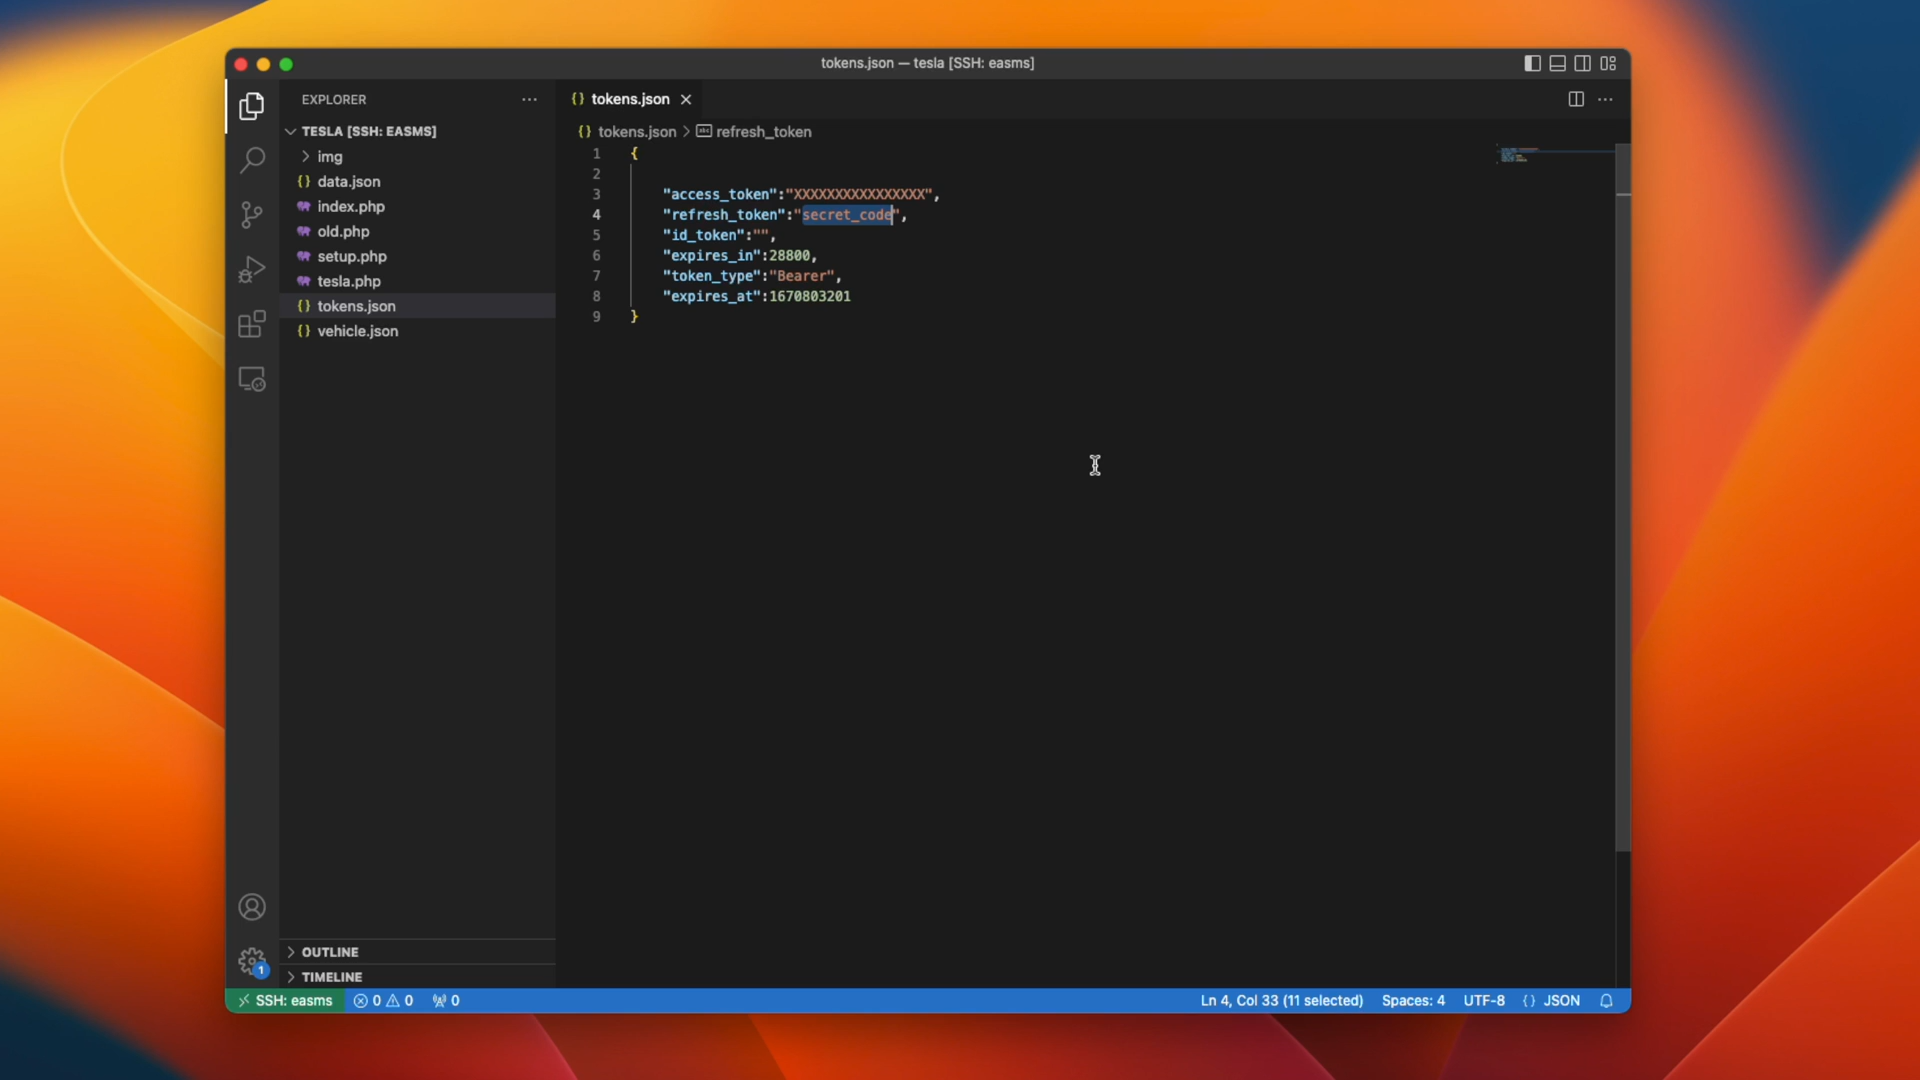 tokens.json — tesla [SSH: easms]
EXPLORER
TESLA [SSH: EASMS]
img
{} data.json
index.php
old.php
setup.php
tesla.php
{} tokens.json
{} vehicle.json
OUTLINE
TIMELINE
{} tokens.json
{} tokens.json > refresh_token
1 {
2
3 "access_token":"XXXXXXXXXXXXXXXX",
4 "refresh_token":"secret_code",
5 "id_token":"",
6 "expires_in":28800,
7 "token_type":"Bearer",
8 "expires_at":1670803201
9 }
1
SSH: easms 0 0 0 Ln 4, Col 33 (11 selected) Spaces: 4 UTF-8 {} JSON